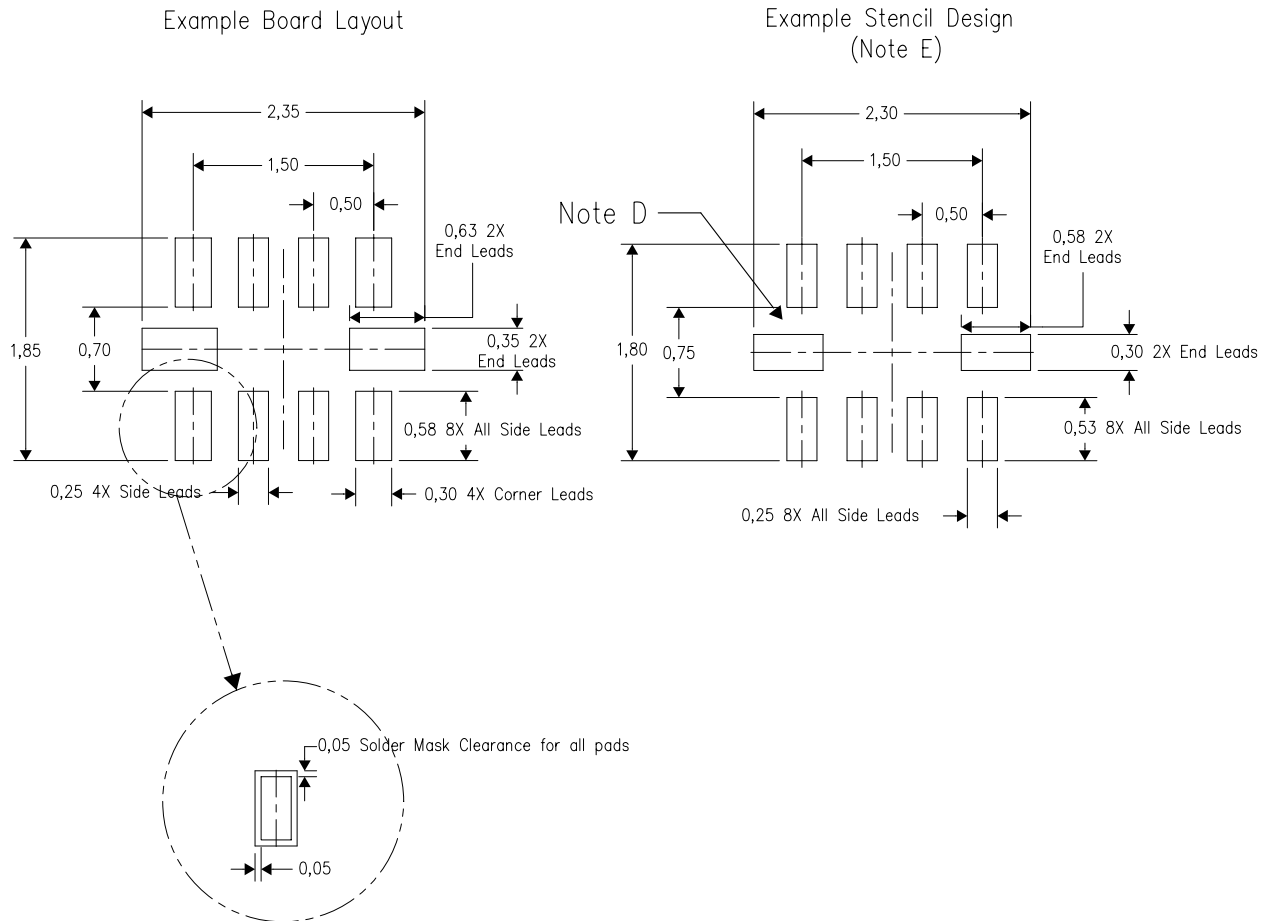 Example Board Layout
2,35
1,50
0,50
0,63 2X
End Leads
1,85
0,70
0,35 2X
End Leads
0,58 8X All Side Leads
0,25 4X Side Leads
0,30 4X Corner Leads
0,05 Solder Mask Clearance for all pads
0,05
Example Stencil Design
(Note E)
2,30
1,50
0,50
Note D
0,58 2X
End Leads
1,80
0,75
0,30 2X End Leads
0,53 8X All Side Leads
0,25 8X All Side Leads